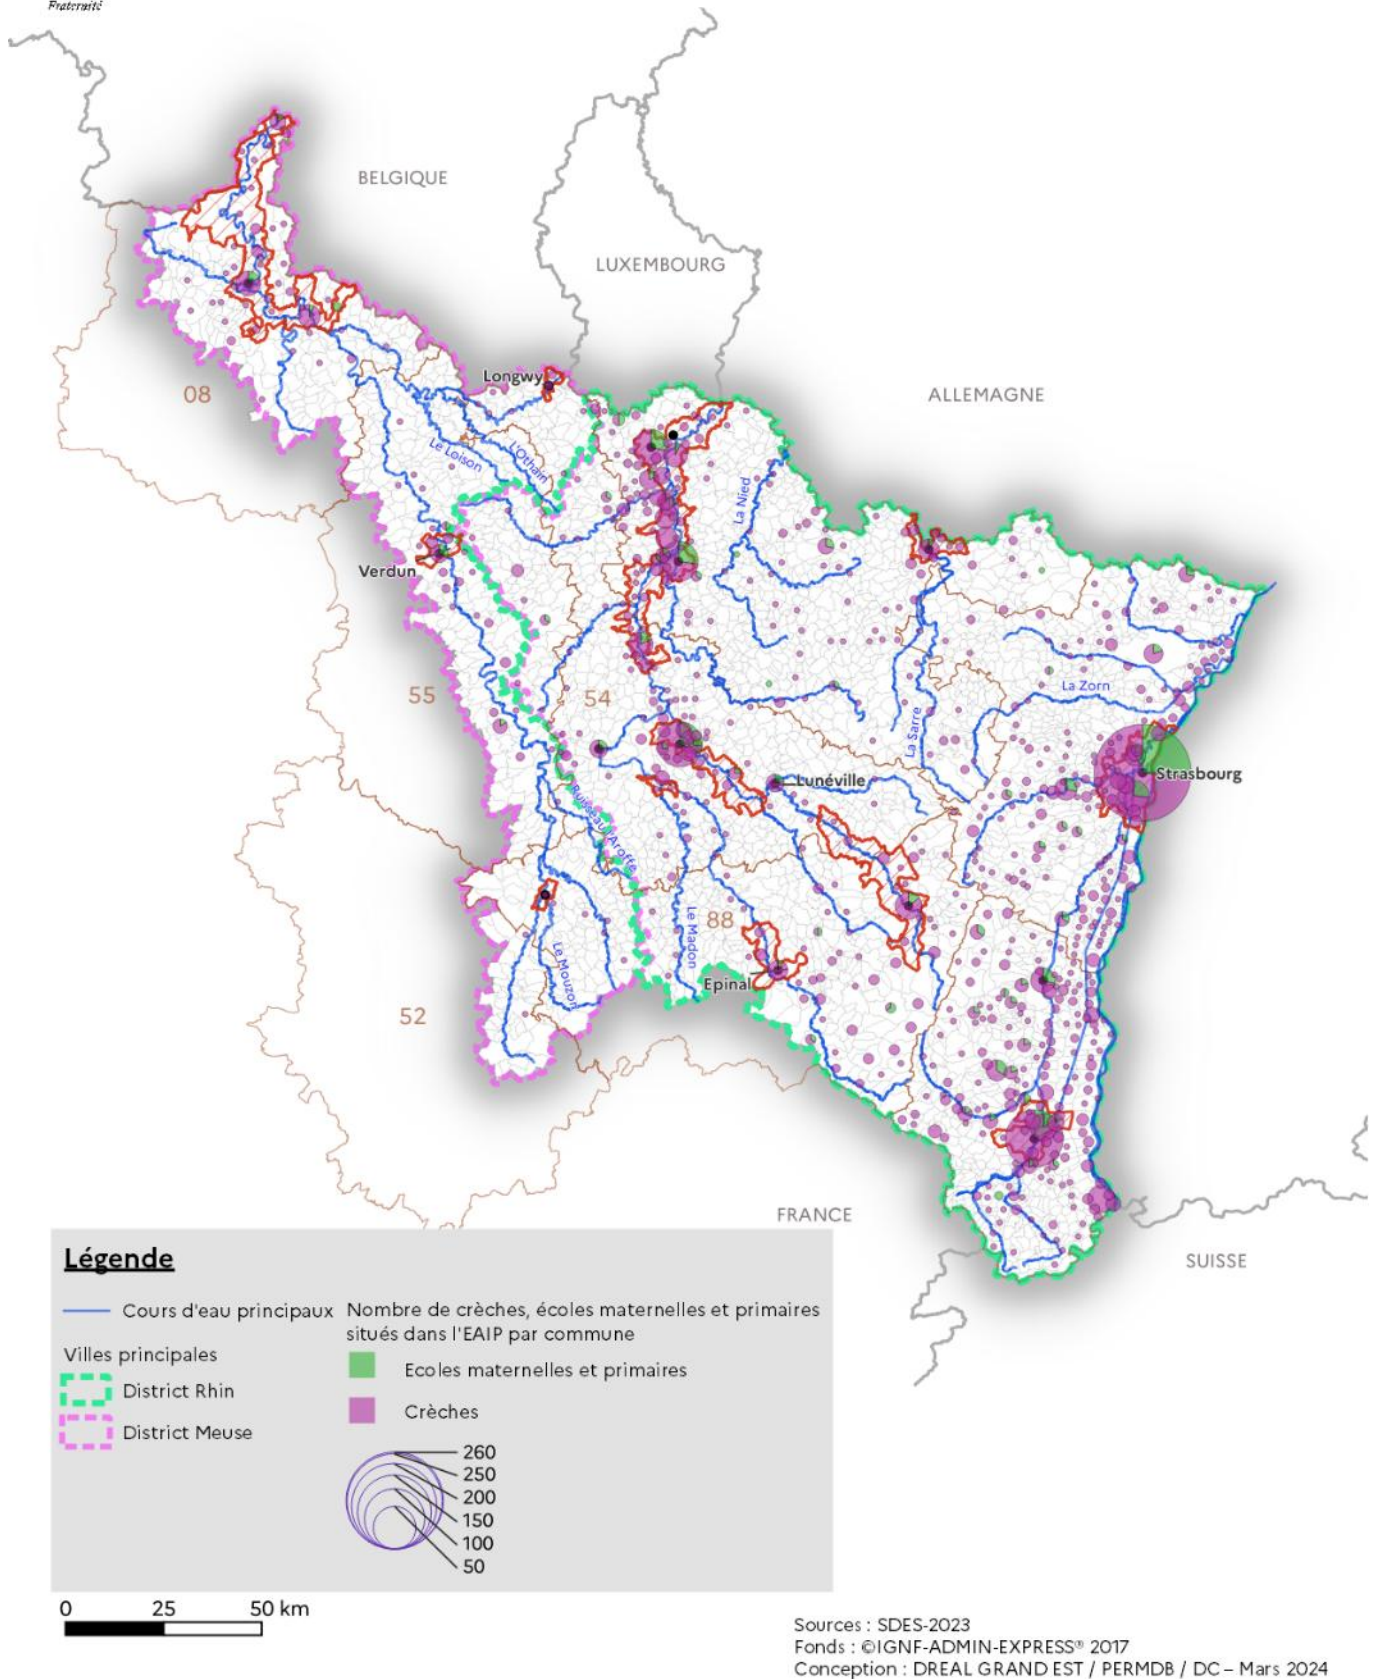 Fraternité
BELGIQUE
LUXEMBOURG
ALLEMAGNE
Longwy
08
Le Loison
L'Othain
La Nied
Verdun
55
54
La Zorn
La Sarre
Strasbourg
Lunéville
Ruisseau l'Aroffe
88
Le Madon
Le Mouzon
Epinal
52
FRANCE
SUISSE
Légende
Cours d'eau principaux
Villes principales
District Rhin
District Meuse
Nombre de crèches, écoles maternelles et primaires
situés dans l'EAIP par commune
Ecoles maternelles et primaires
Crèches
260
250
200
150
100
50
0 25 50 km
Sources : SDES-2023
Fonds : ©IGNF-ADMIN-EXPRESS® 2017
Conception : DREAL GRAND EST / PERMDB / DC – Mars 2024